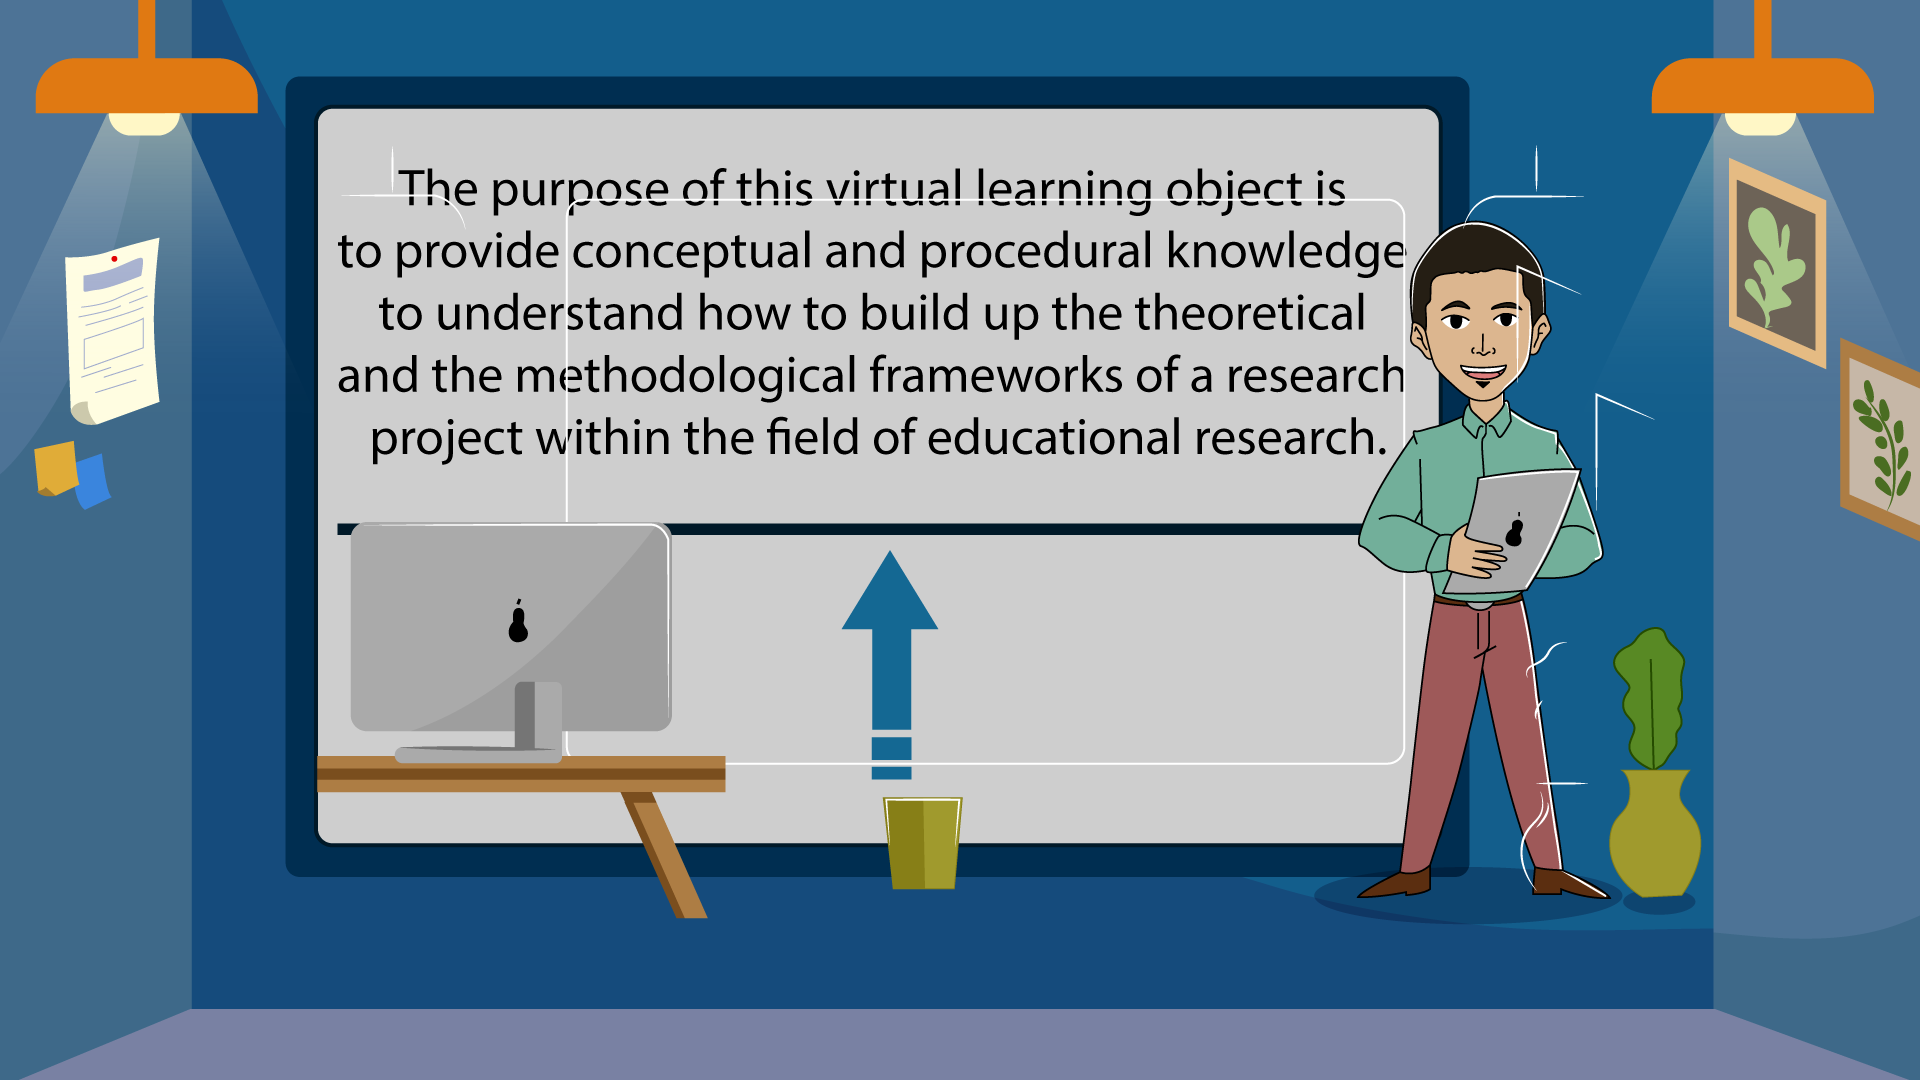 The purpose of this virtual learning object is
to provide conceptual and procedural knowledge
to understand how to build up the theoretical
and the methodological frameworks of a research
project within the field of educational research.